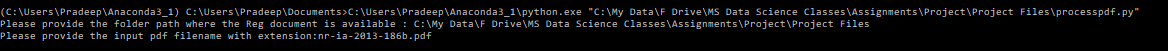 (C:\Users\Pradeep\Anaconda3_1) C:\Users\Pradeep\Documents>C:\Users\Pradeep\Anaconda3_1\python.exe "C:\My Data\F Drive\MS Data Science Classes\Assignments\Project\Project Files\processpdf.py"
Please provide the folder path where the Reg document is available : C:\My Data\F Drive\MS Data Science Classes\Assignments\Project\Project Files
Please provide the input pdf filename with extension:nr-ia-2013-186b.pdf